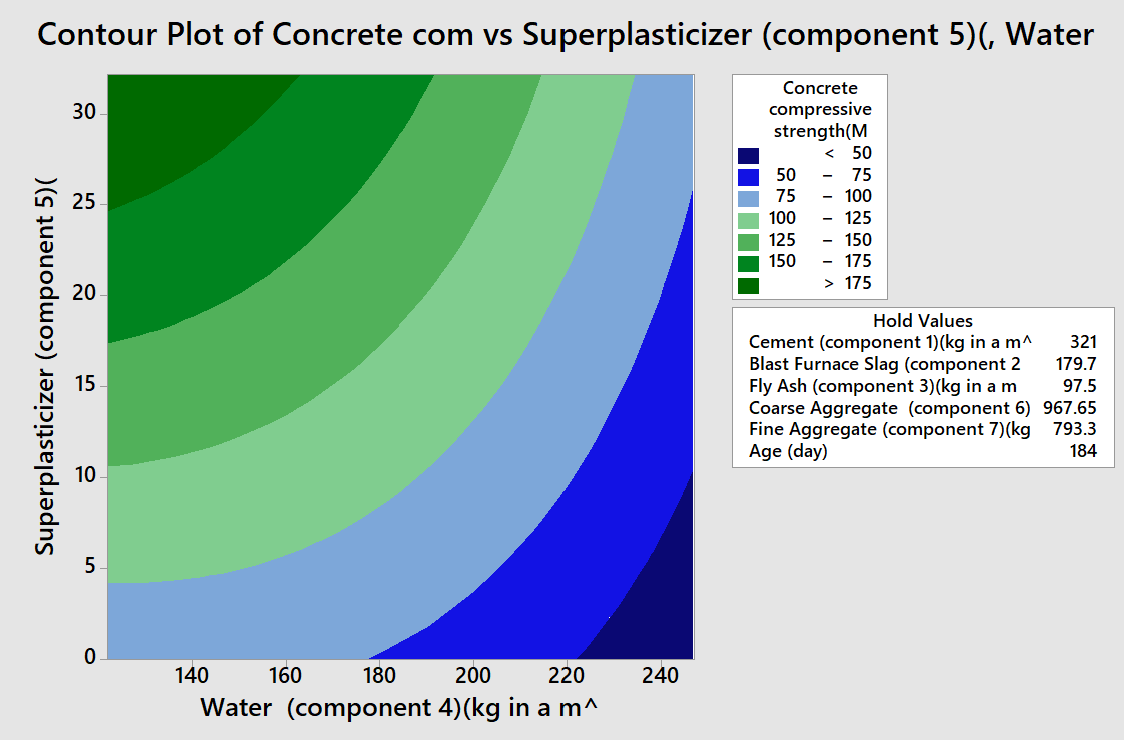 Contour Plot of Concrete com vs Superplasticizer (component 5)(, Water
Superplasticizer (component 5)(
30
25
20
15
10
5
0
140 160 180 200 220 240
Water (component 4)(kg in a m^
Concrete
compressive
strength(M
< 50
50 – 75
75 – 100
100 – 125
125 – 150
150 – 175
> 175
Hold Values
Cement (component 1)(kg in a m^ 321
Blast Furnace Slag (component 2 179.7
Fly Ash (component 3)(kg in a m 97.5
Coarse Aggregate (component 6) 967.65
Fine Aggregate (component 7)(kg 793.3
Age (day) 184